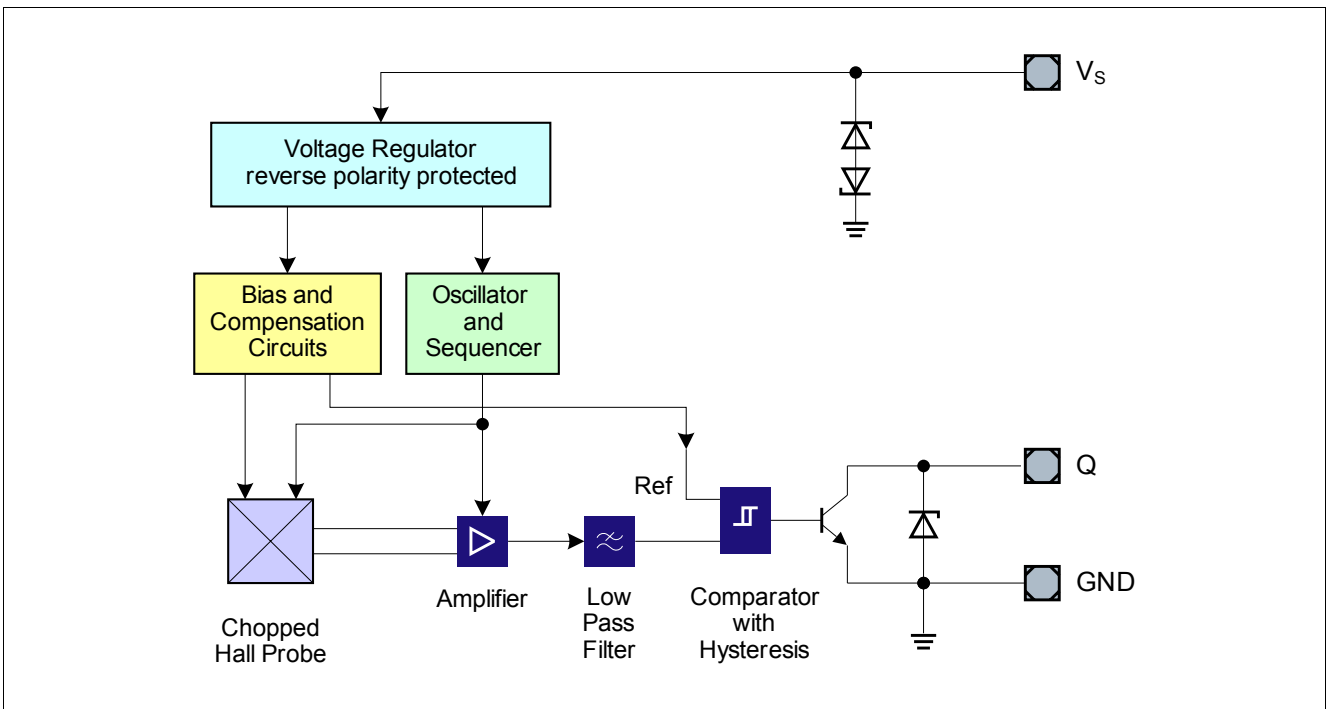 V_S
Voltage Regulator
reverse polarity protected
Bias and
Compensation
Circuits
Oscillator
and
Sequencer
Ref
Q
GND
Amplifier
Low
Pass
Filter
Comparator
with
Hysteresis
Chopped
Hall Probe